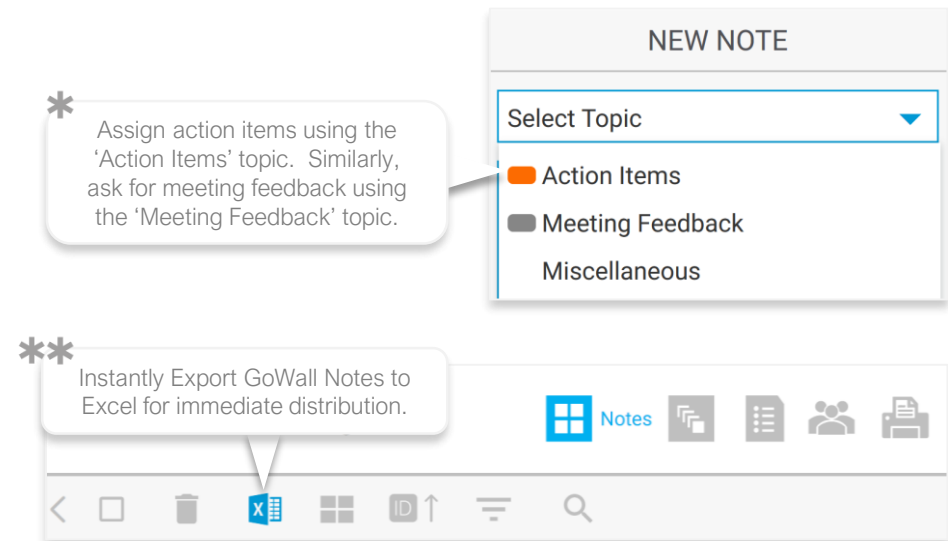 NEW NOTE
Select Topic
Action Items
Meeting Feedback
Miscellaneous
*
Assign action items using the
‘Action Items’ topic.  Similarly,
ask for meeting feedback using
the ‘Meeting Feedback’ topic.
**
Instantly Export GoWall Notes to
Excel for immediate distribution.
Notes
X
ID